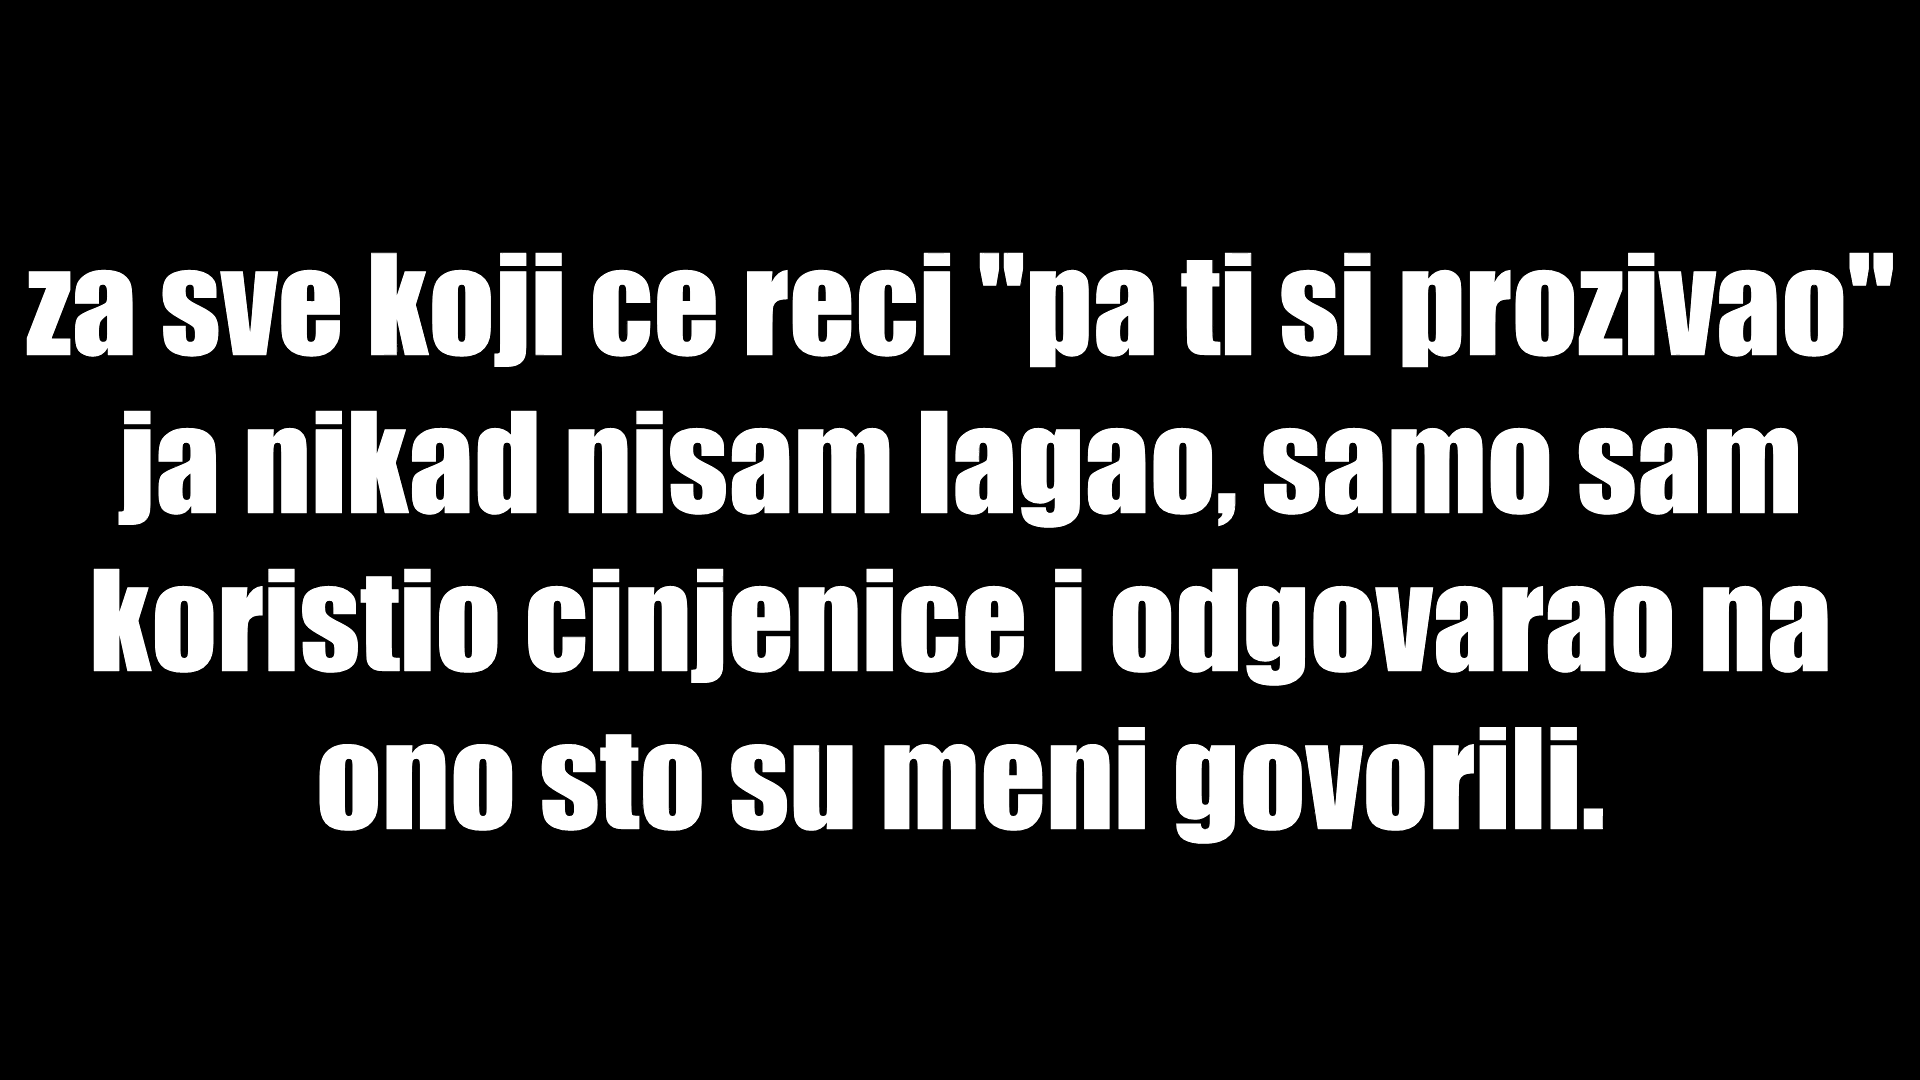 za sve koji ce reci "pa ti si prozivao"
ja nikad nisam lagao, samo sam
koristio cinjenice i odgovarao na
ono sto su meni govorili.